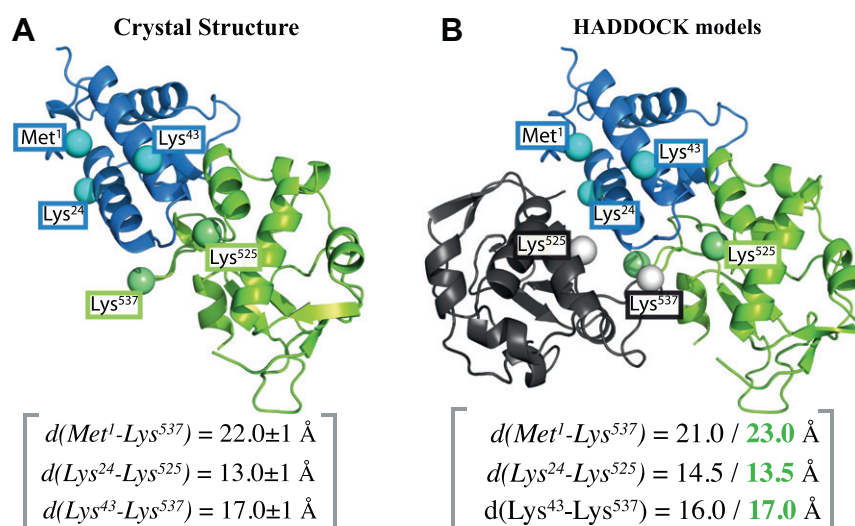 A Crystal Structure
Met¹
Lys⁴³
Lys²⁴
Lys⁵²⁵
Lys⁵³⁷
d(Met¹-Lys⁵³⁷) = 22.0±1 Å
d(Lys²⁴-Lys⁵²⁵) = 13.0±1 Å
d(Lys⁴³-Lys⁵³⁷) = 17.0±1 Å
B HADDOCK models
Met¹
Lys⁴³
Lys²⁴
Lys⁵²⁵
Lys⁵²⁵
Lys⁵³⁷
d(Met¹-Lys⁵³⁷) = 21.0 / 23.0 Å
d(Lys²⁴-Lys⁵²⁵) = 14.5 / 13.5 Å
d(Lys⁴³-Lys⁵³⁷) = 16.0 / 17.0 Å